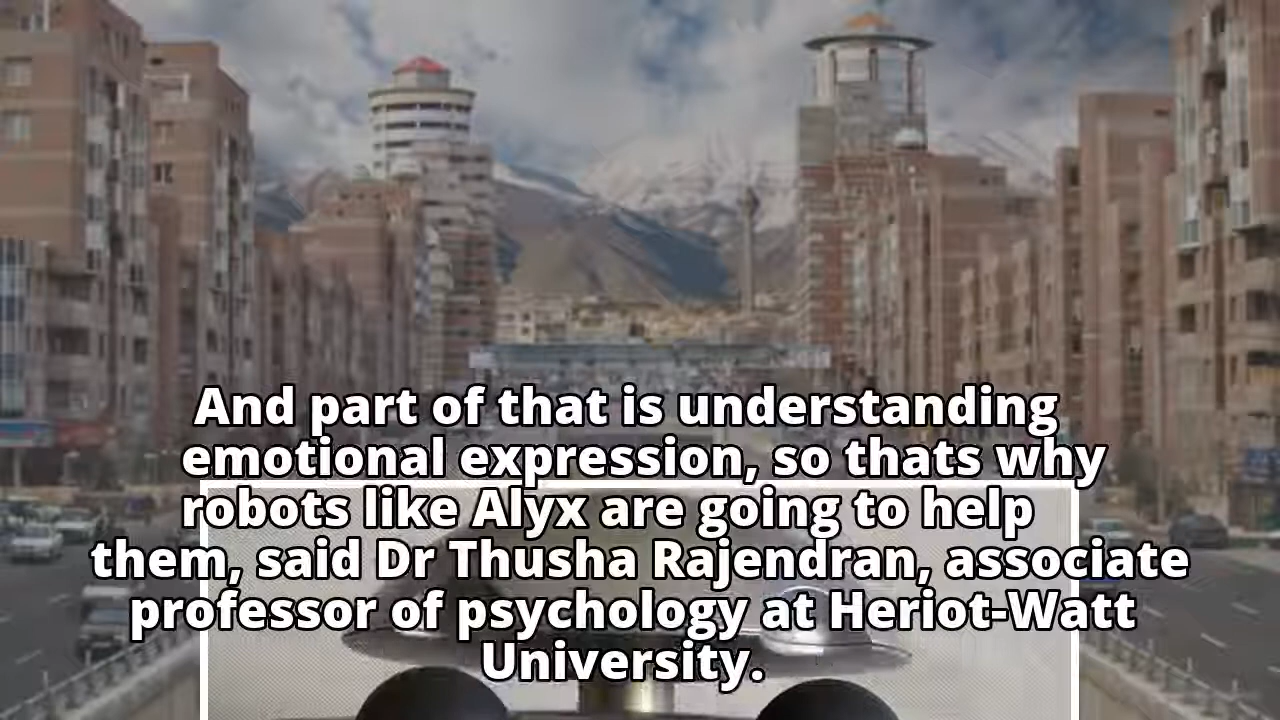 And part of that is understanding
emotional expression, so thats why
robots like Alyx are going to help
them, said Dr Thusha Rajendran, associate
professor of psychology at Heriot-Watt
University.